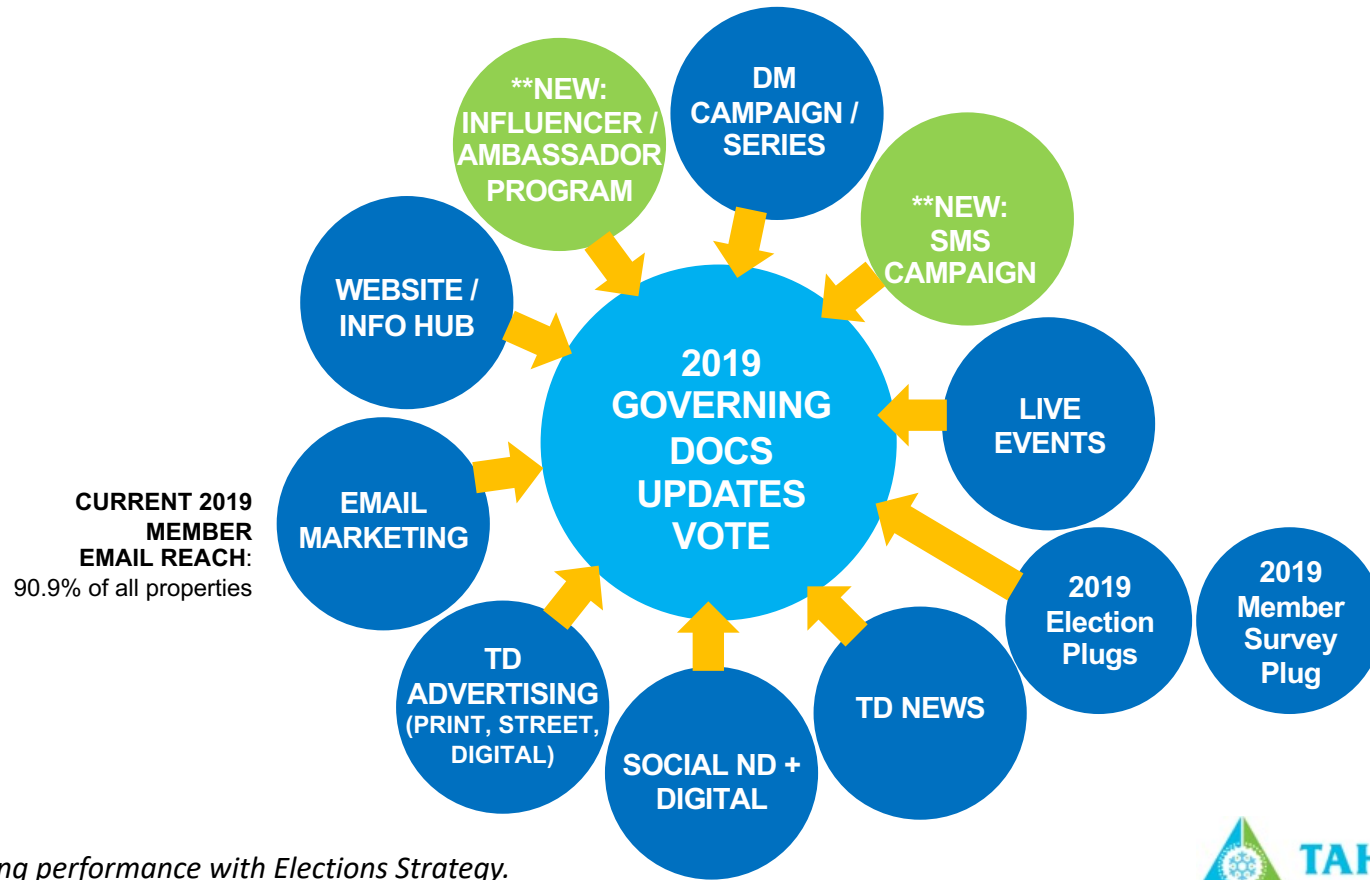 **NEW:
INFLUENCER /
AMBASSADOR
PROGRAM
DM
CAMPAIGN /
SERIES
**NEW:
SMS
CAMPAIGN
WEBSITE /
INFO HUB
2019
GOVERNING
DOCS
UPDATES
VOTE
LIVE
EVENTS
CURRENT 2019
MEMBER
EMAIL REACH:
90.9% of all properties
EMAIL
MARKETING
2019
Election
Plugs
2019
Member
Survey
Plug
TD
ADVERTISING
(PRINT, STREET,
DIGITAL)
SOCIAL ND +
DIGITAL
TD NEWS
ng performance with Elections Strategy.
TAH